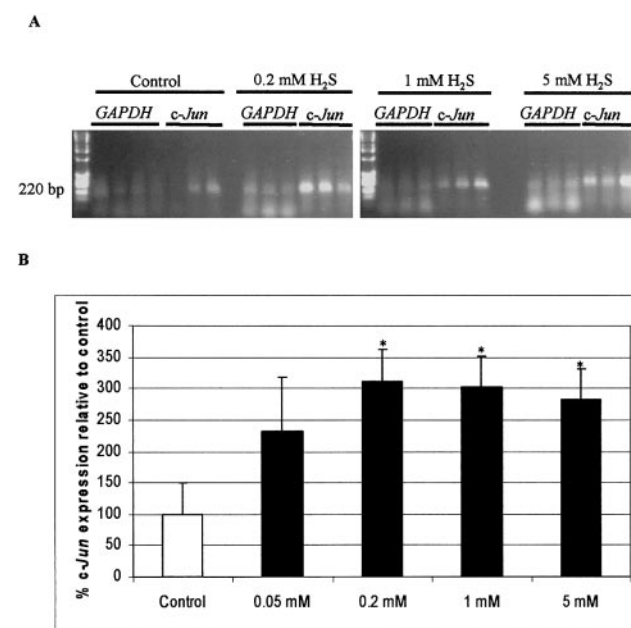 A
Control 0.2 mM H₂S 1 mM H₂S 5 mM H₂S
GAPDH c-Jun GAPDH c-Jun GAPDH c-Jun GAPDH c-Jun
220 bp
B
% c-Jun expression relative to control
400
350
300
250
200
150
100
50
0
* * *
Control 0.05 mM 0.2 mM 1 mM 5 mM